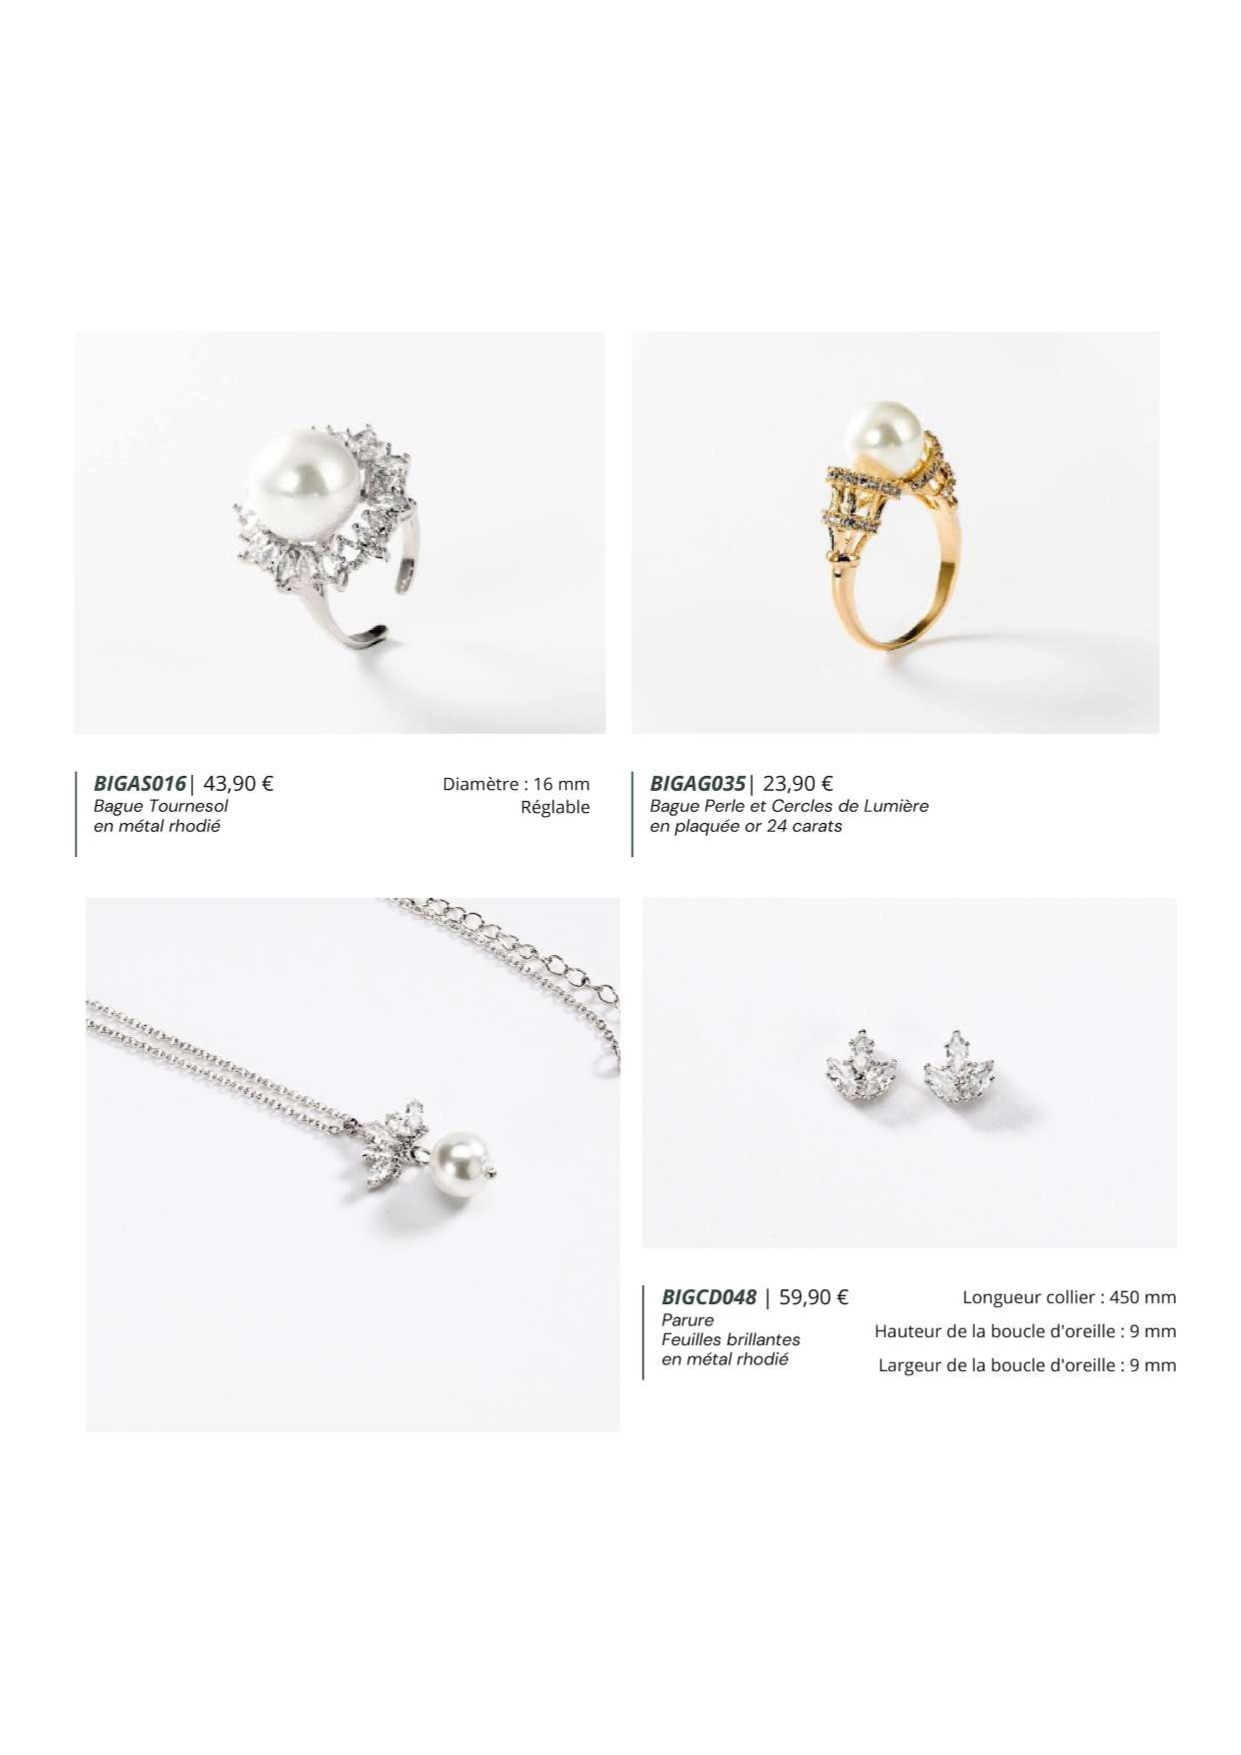 BIGAS016| 43,90 €
Bague Tournesol
en métal rhodié
Diamètre : 16 mm
Réglable
BIGAG035| 23,90 €
Bague Perle et Cercles de Lumière
en plaquée or 24 carats
BIGCD048 | 59,90 €
Parure
Feuilles brillantes
en métal rhodié
Longueur collier : 450 mm
Hauteur de la boucle d'oreille : 9 mm
Largeur de la boucle d'oreille : 9 mm